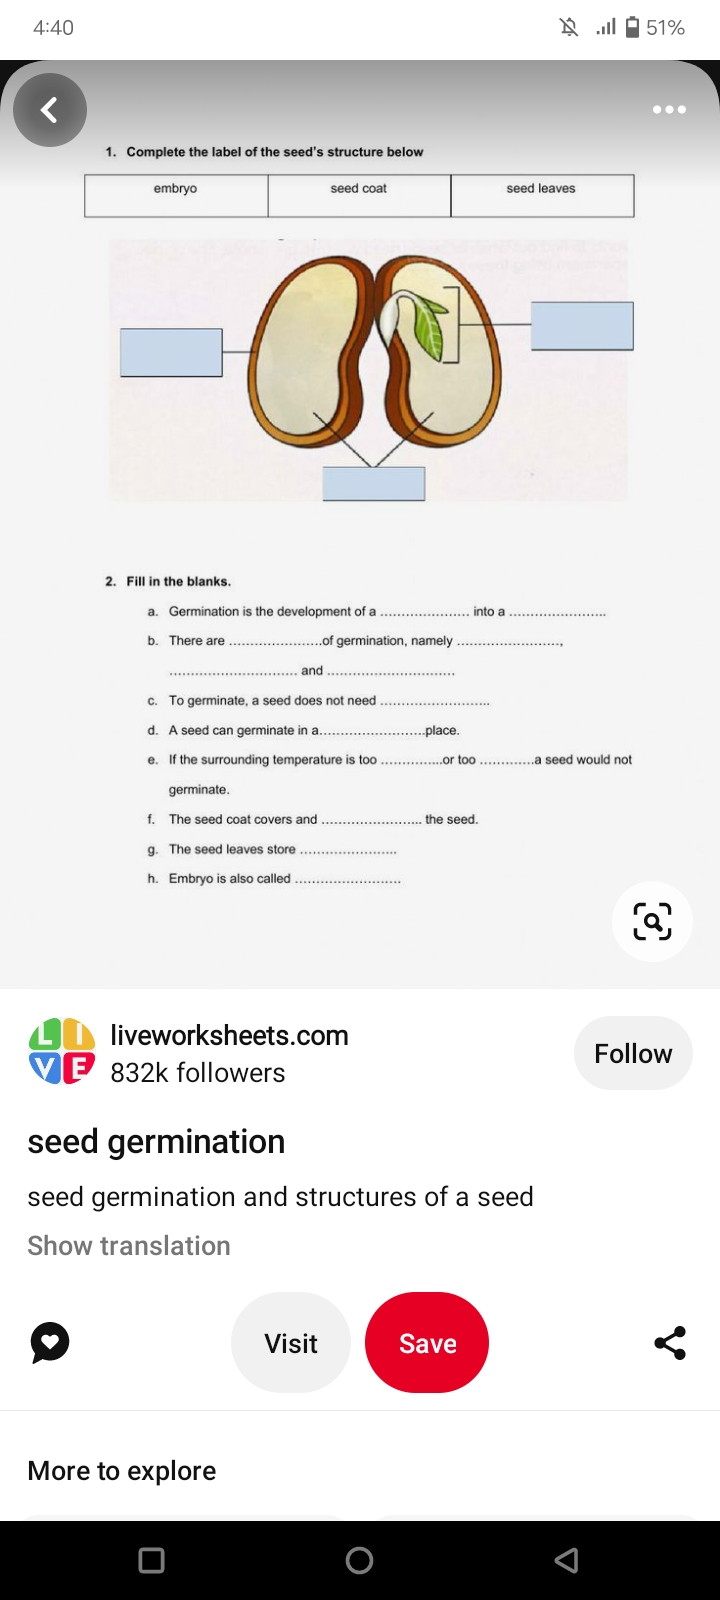 4:40
51%
1. Complete the label of the seed's structure below
embryo seed coat seed leaves
2. Fill in the blanks.
a. Germination is the development of a .................... into a ......................
b. There are .....................of germination, namely ........................,
............................. and .............................
c. To germinate, a seed does not need .........................
d. A seed can germinate in a........................place.
e. If the surrounding temperature is too ..............or too ............a seed would not
germinate.
f. The seed coat covers and ....................... the seed.
g. The seed leaves store ......................
h. Embryo is also called ........................
LIVE
liveworksheets.com
832k followers
Follow
seed germination
seed germination and structures of a seed
Show translation
Visit
Save
More to explore